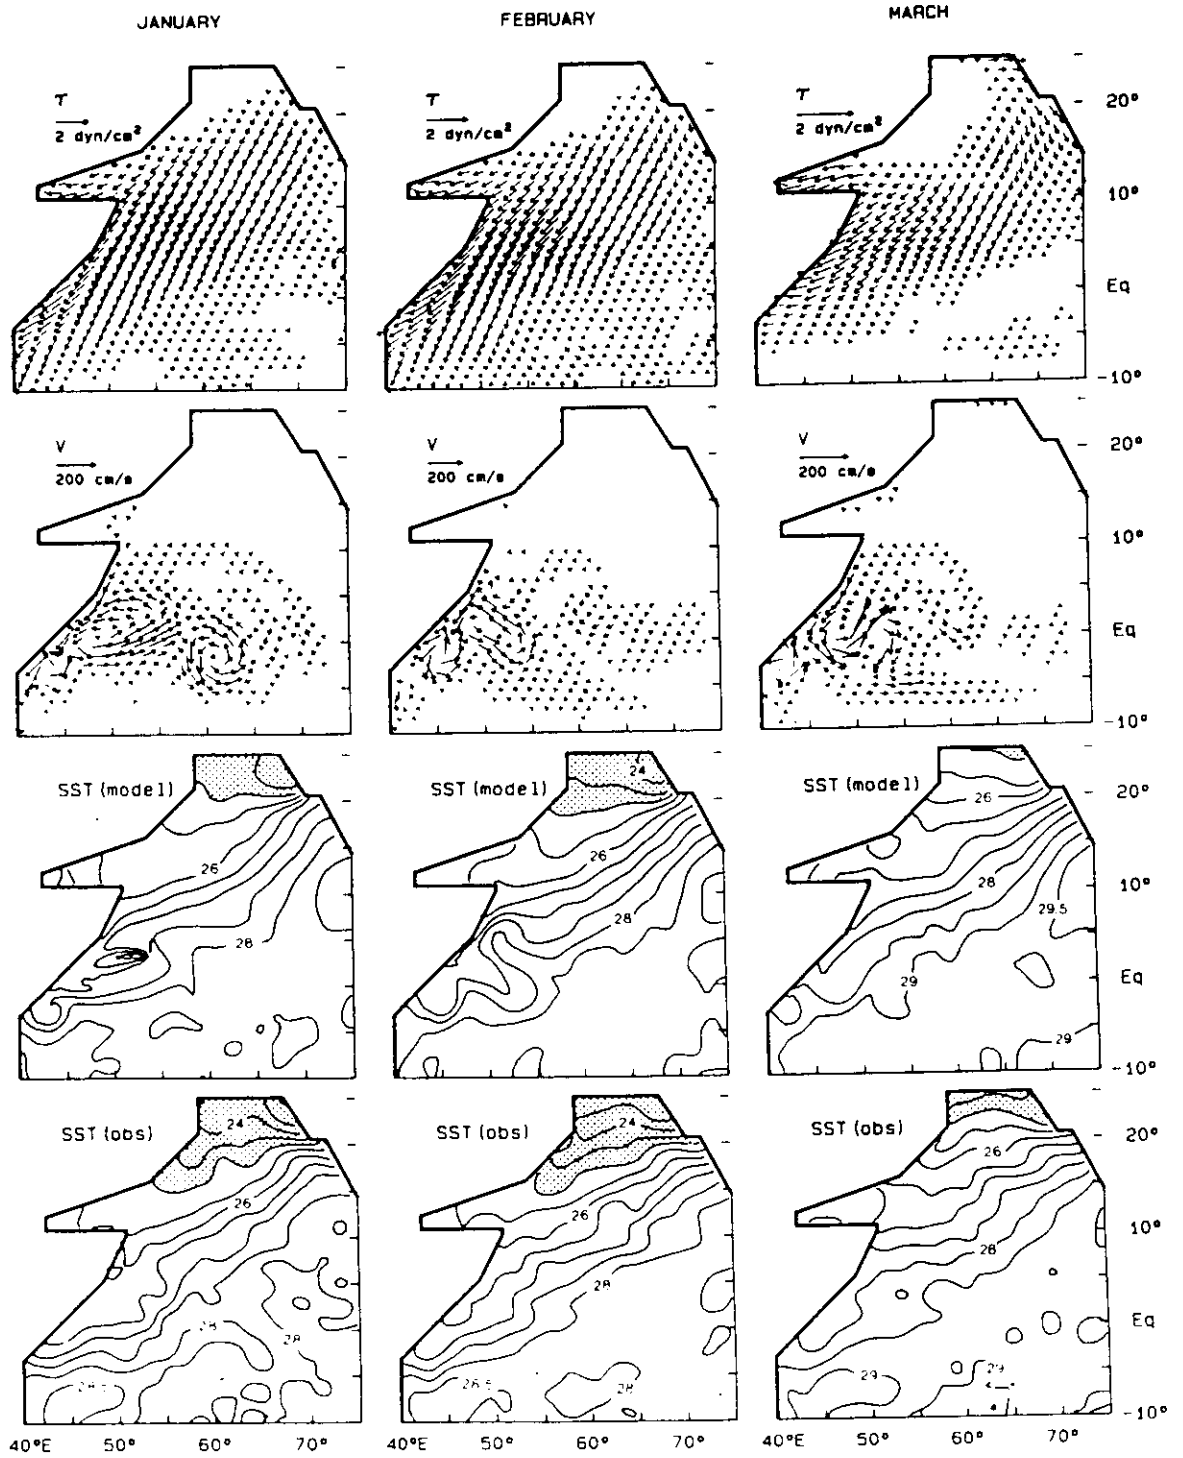 JANUARY FEBRUARY MARCH
τ τ τ
2 dyn/cm² 2 dyn/cm² 2 dyn/cm²
20°
10°
Eq
-10°
V V V
200 cm/s 200 cm/s 200 cm/s
20°
10°
Eq
-10°
SST (model) SST (model) SST (model)
24
26
20°
26
26
28
10°
28
28
29.5
29
Eq
29
-10°
SST (obs) SST (obs) SST (obs)
24
24
26
20°
26
26
28
10°
28
28
28
Eq
28.5
28
29
29
-10°
40°E 50° 60° 70° 40°E 50° 60° 70° 40°E 50° 60° 70°